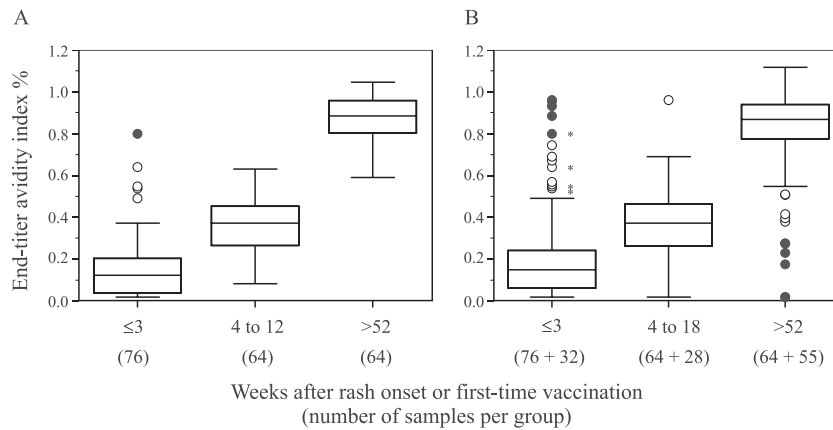 A
B
End-titer avidity index %
1.2
1.0
0.8
0.6
0.4
0.2
0.0
1.2
1.0
0.8
0.6
0.4
0.2
0.0
* 
*
*
*
≤3 4 to 12 >52
(76) (64) (64)
≤3 4 to 18 >52
(76 + 32) (64 + 28) (64 + 55)
Weeks after rash onset or first-time vaccination
(number of samples per group)